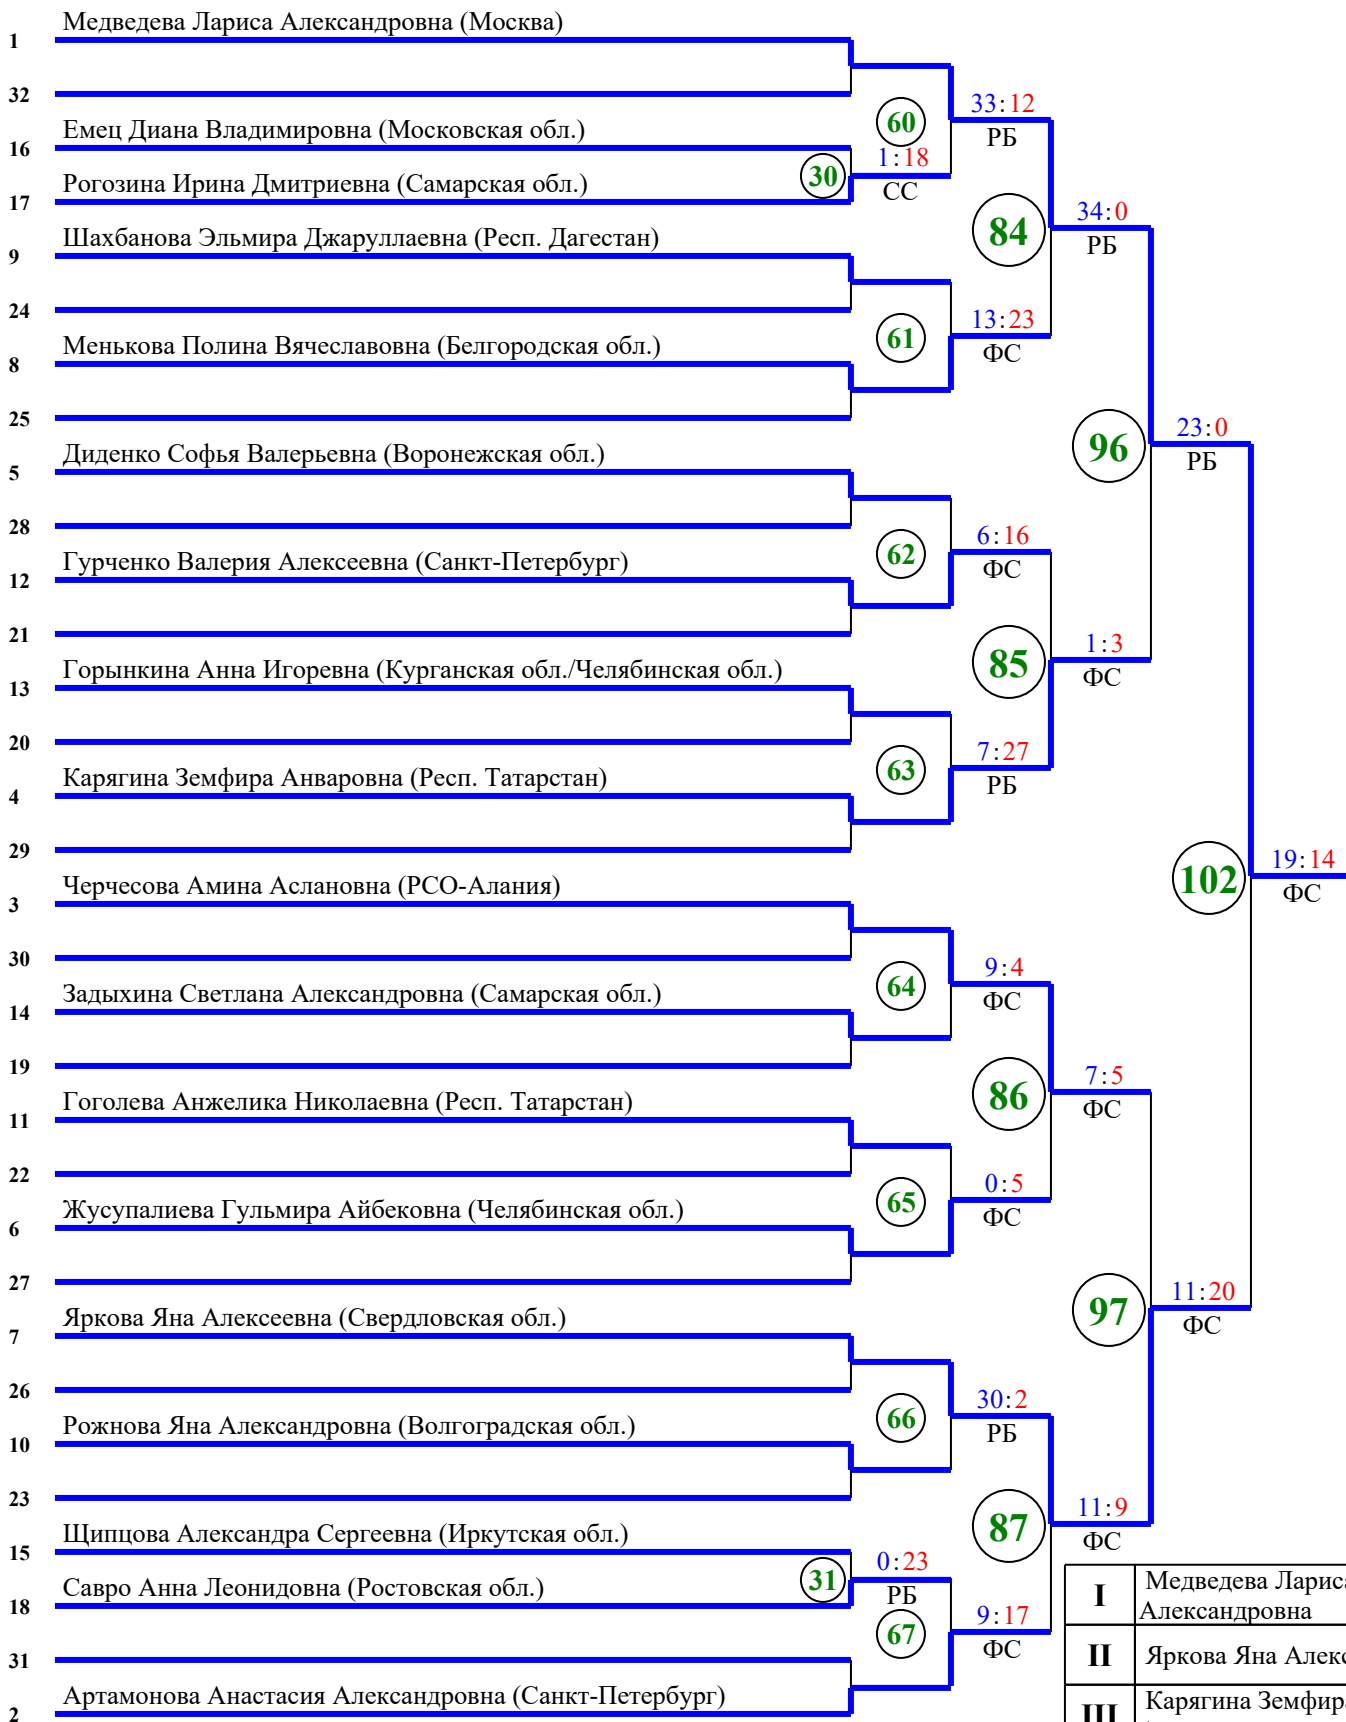 Медведева Лариса Александровна (Москва)
1
32
33:12
60
РБ
Емец Диана Владимировна (Московская обл.)
16
1:18
30
СС
Рогозина Ирина Дмитриевна (Самарская обл.)
17
34:0
84
РБ
Шахбанова Эльмира Джаруллаевна (Респ. Дагестан)
9
24
13:23
61
ФС
Менькова Полина Вячеславовна (Белгородская обл.)
8
25
23:0
96
РБ
Диденко Софья Валерьевна (Воронежская обл.)
5
28
6:16
62
ФС
Гурченко Валерия Алексеевна (Санкт-Петербург)
12
21
1:3
85
ФС
Горынкина Анна Игоревна (Курганская обл./Челябинская обл.)
13
20
7:27
63
РБ
Карягина Земфира Анваровна (Респ. Татарстан)
4
29
19:14
102
ФС
Черчесова Амина Аслановна (РСО-Алания)
3
30
9:4
64
ФС
Задыхина Светлана Александровна (Самарская обл.)
14
19
7:5
86
ФС
Гоголева Анжелика Николаевна (Респ. Татарстан)
11
22
0:5
65
ФС
Жусупалиева Гульмира Айбековна (Челябинская обл.)
6
27
11:20
97
ФС
Яркова Яна Алексеевна (Свердловская обл.)
7
26
30:2
66
РБ
Рожнова Яна Александровна (Волгоградская обл.)
10
23
11:9
87
ФС
Щипцова Александра Сергеевна (Иркутская обл.)
15
0:23
31
РБ
Савро Анна Леонидовна (Ростовская обл.)
18
9:17
67
ФС
31
Артамонова Анастасия Александровна (Санкт-Петербург)
2
I Медведева Лариса
Александровна
II Яркова Яна Алекс
III Карягина Земфира